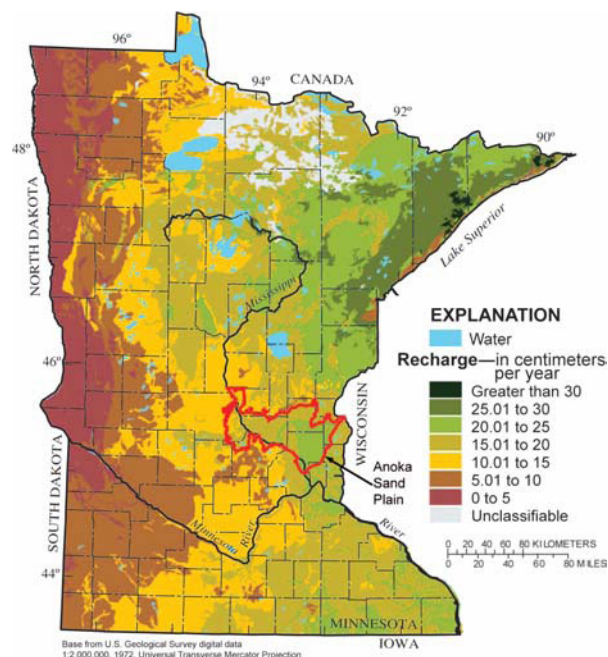 96°
94°
CANADA
92°
90°
48°
NORTH DAKOTA
Lake Superior
Mississippi
EXPLANATION
Water
Recharge—in centimeters
per year
Greater than 30
25.01 to 30
20.01 to 25
15.01 to 20
10.01 to 15
5.01 to 10
0 to 5
Unclassifiable
46°
WISCONSIN
Anoka
Sand
Plain
SOUTH DAKOTA
Minnesota
River
River
0 20 40 60 80 KILOMETERS
0 20 40 60 80 MILES
44°
MINNESOTA
IOWA
Base from U.S. Geological Survey digital data
1:2,000,000, 1972, Universal Transverse Mercator Projection